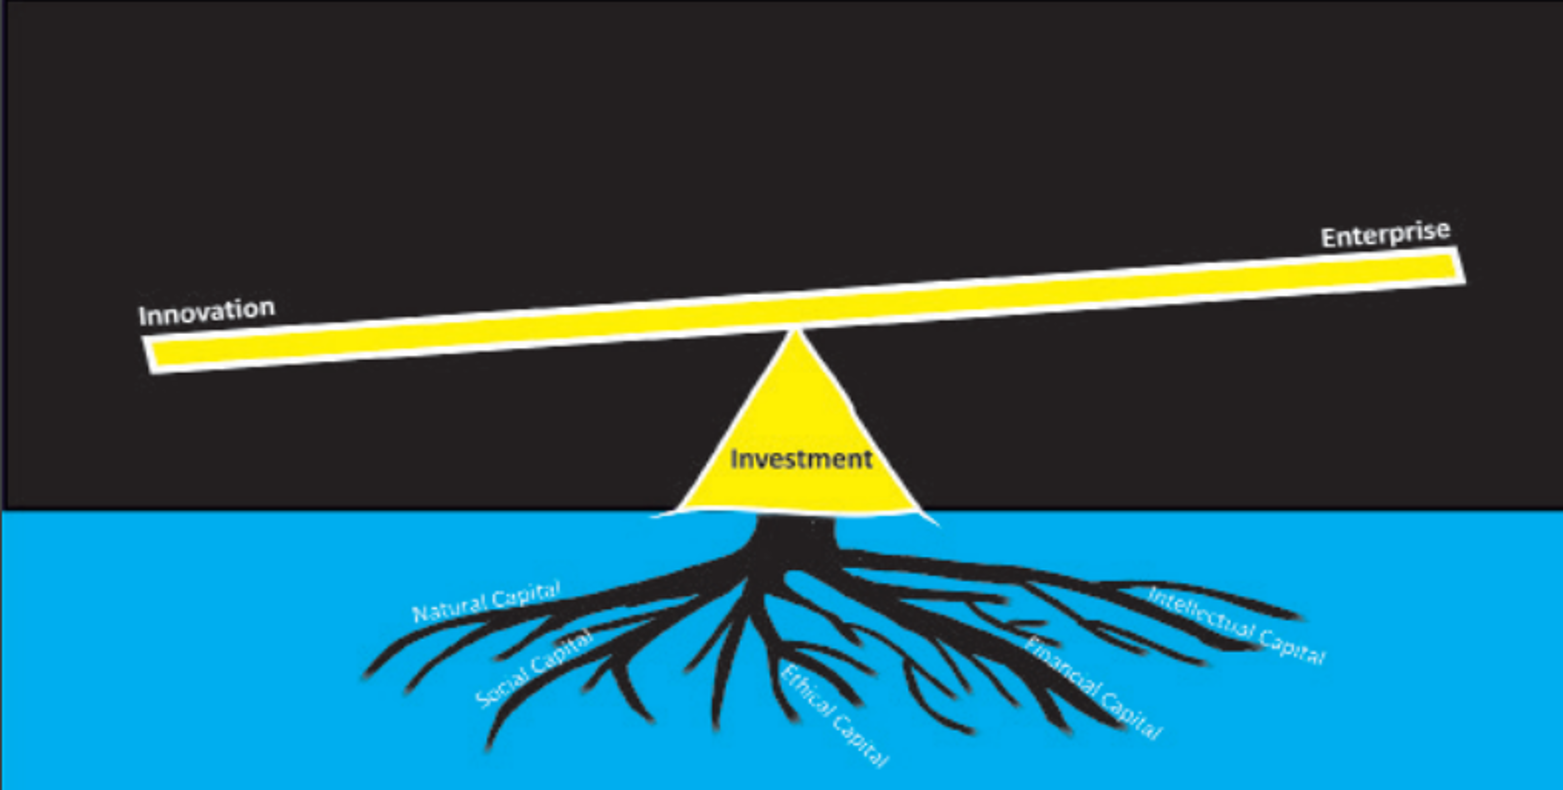 Enterprise
Innovation
Investment
Natural Capital
Social Capital
Ethical Capital
Financial Capital
Intellectual Capital